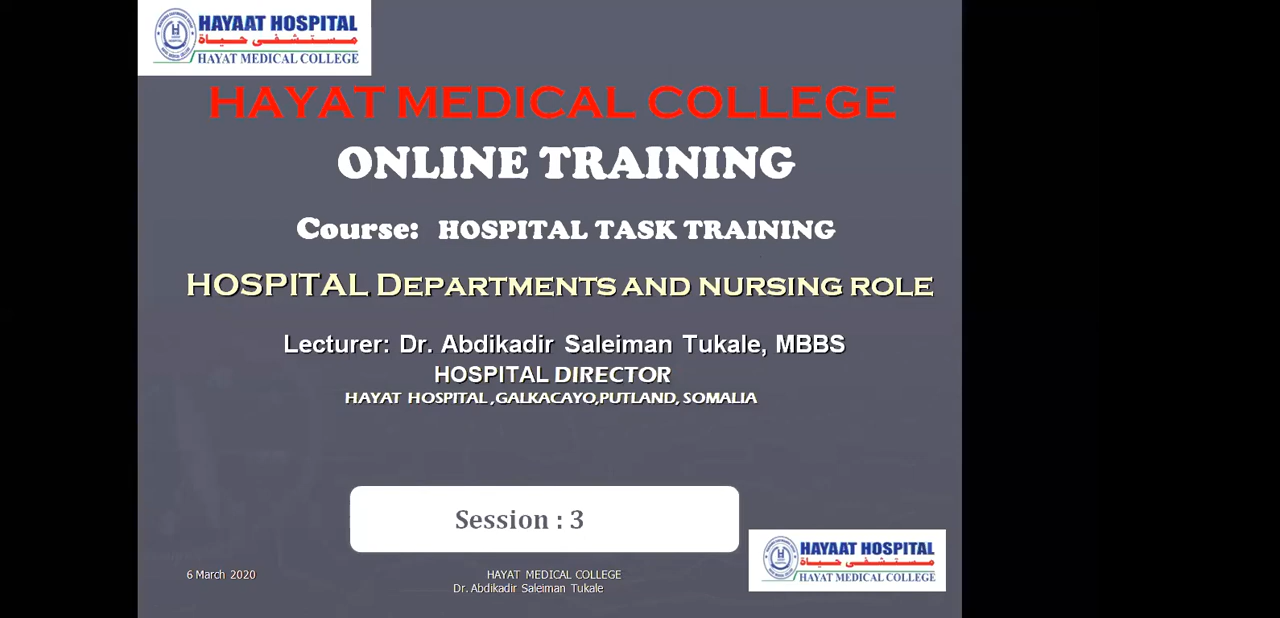 HAYAAT HOSPITAL
مستشفى حياة
HAYAT MEDICAL COLLEGE
HAYAT MEDICAL COLLEGE
ONLINE TRAINING
Course: HOSPITAL TASK TRAINING
HOSPITAL DEPARTMENTS AND NURSING ROLE
Lecturer: Dr. Abdikadir Saleiman Tukale, MBBS
HOSPITAL DIRECTOR
HAYAT HOSPITAL ,GALKACAYO,PUTLAND, SOMALIA
Session : 3
6 March 2020
HAYAT MEDICAL COLLEGE
Dr. Abdikadir Saleiman Tukale
HAYAAT HOSPITAL
مستشفى حياة
HAYAT MEDICAL COLLEGE